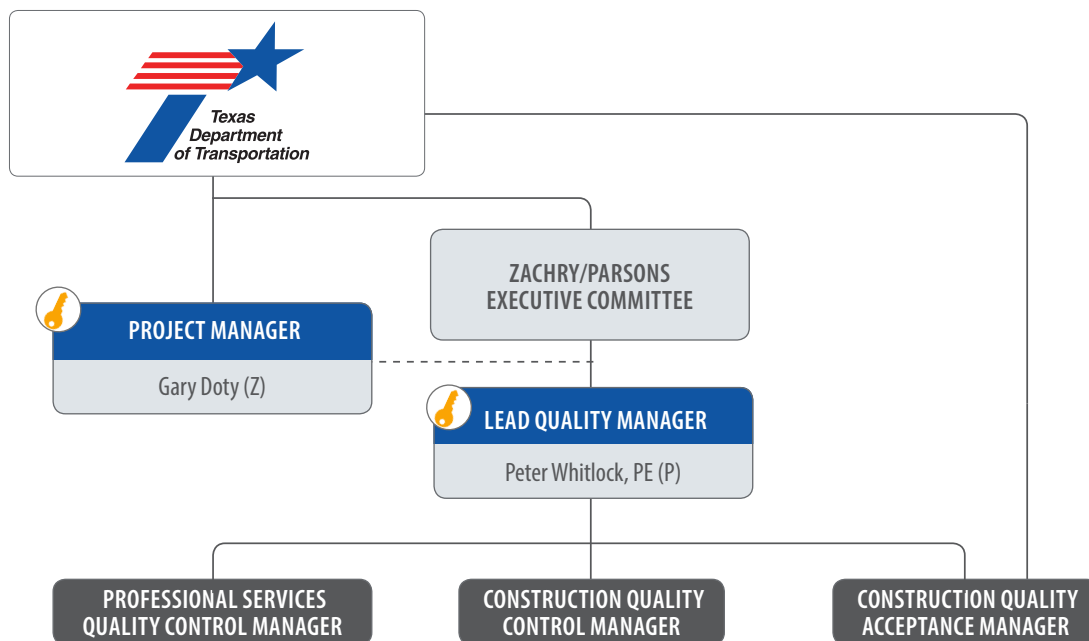 Texas
Department
of Transportation
ZACHRY/PARSONS
EXECUTIVE COMMITTEE
PROJECT MANAGER
Gary Doty (Z)
LEAD QUALITY MANAGER
Peter Whitlock, PE (P)
PROFESSIONAL SERVICES
QUALITY CONTROL MANAGER
CONSTRUCTION QUALITY
CONTROL MANAGER
CONSTRUCTION QUALITY
ACCEPTANCE MANAGER